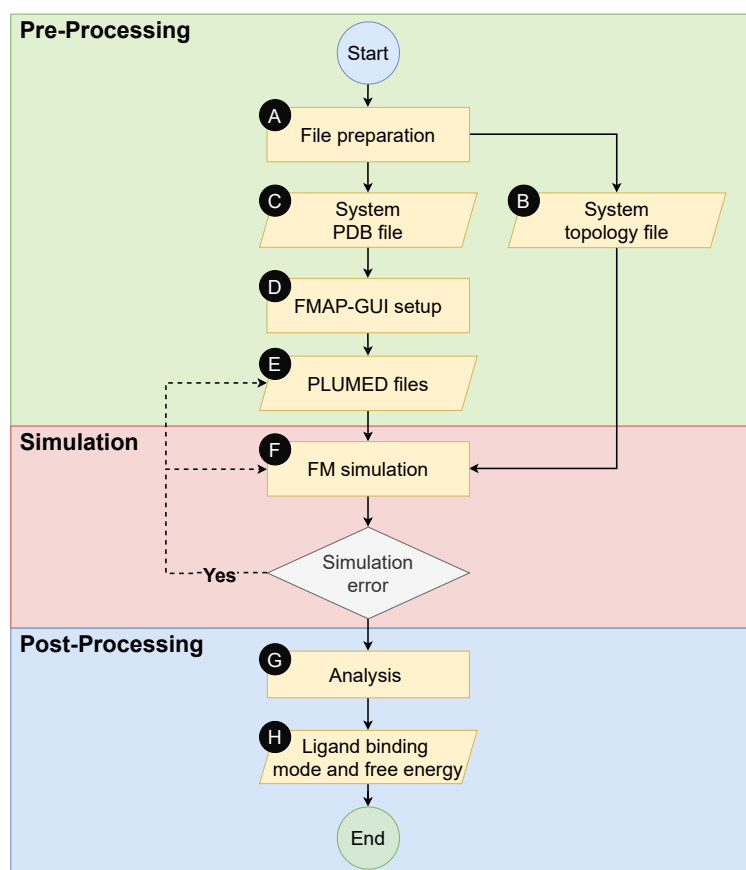 Pre-Processing
Start
A
File preparation
C
System
PDB file
B
System
topology file
D
FMAP-GUI setup
E
PLUMED files
Simulation
F
FM simulation
Simulation
error
Yes
Post-Processing
G
Analysis
H
Ligand binding
mode and free energy
End